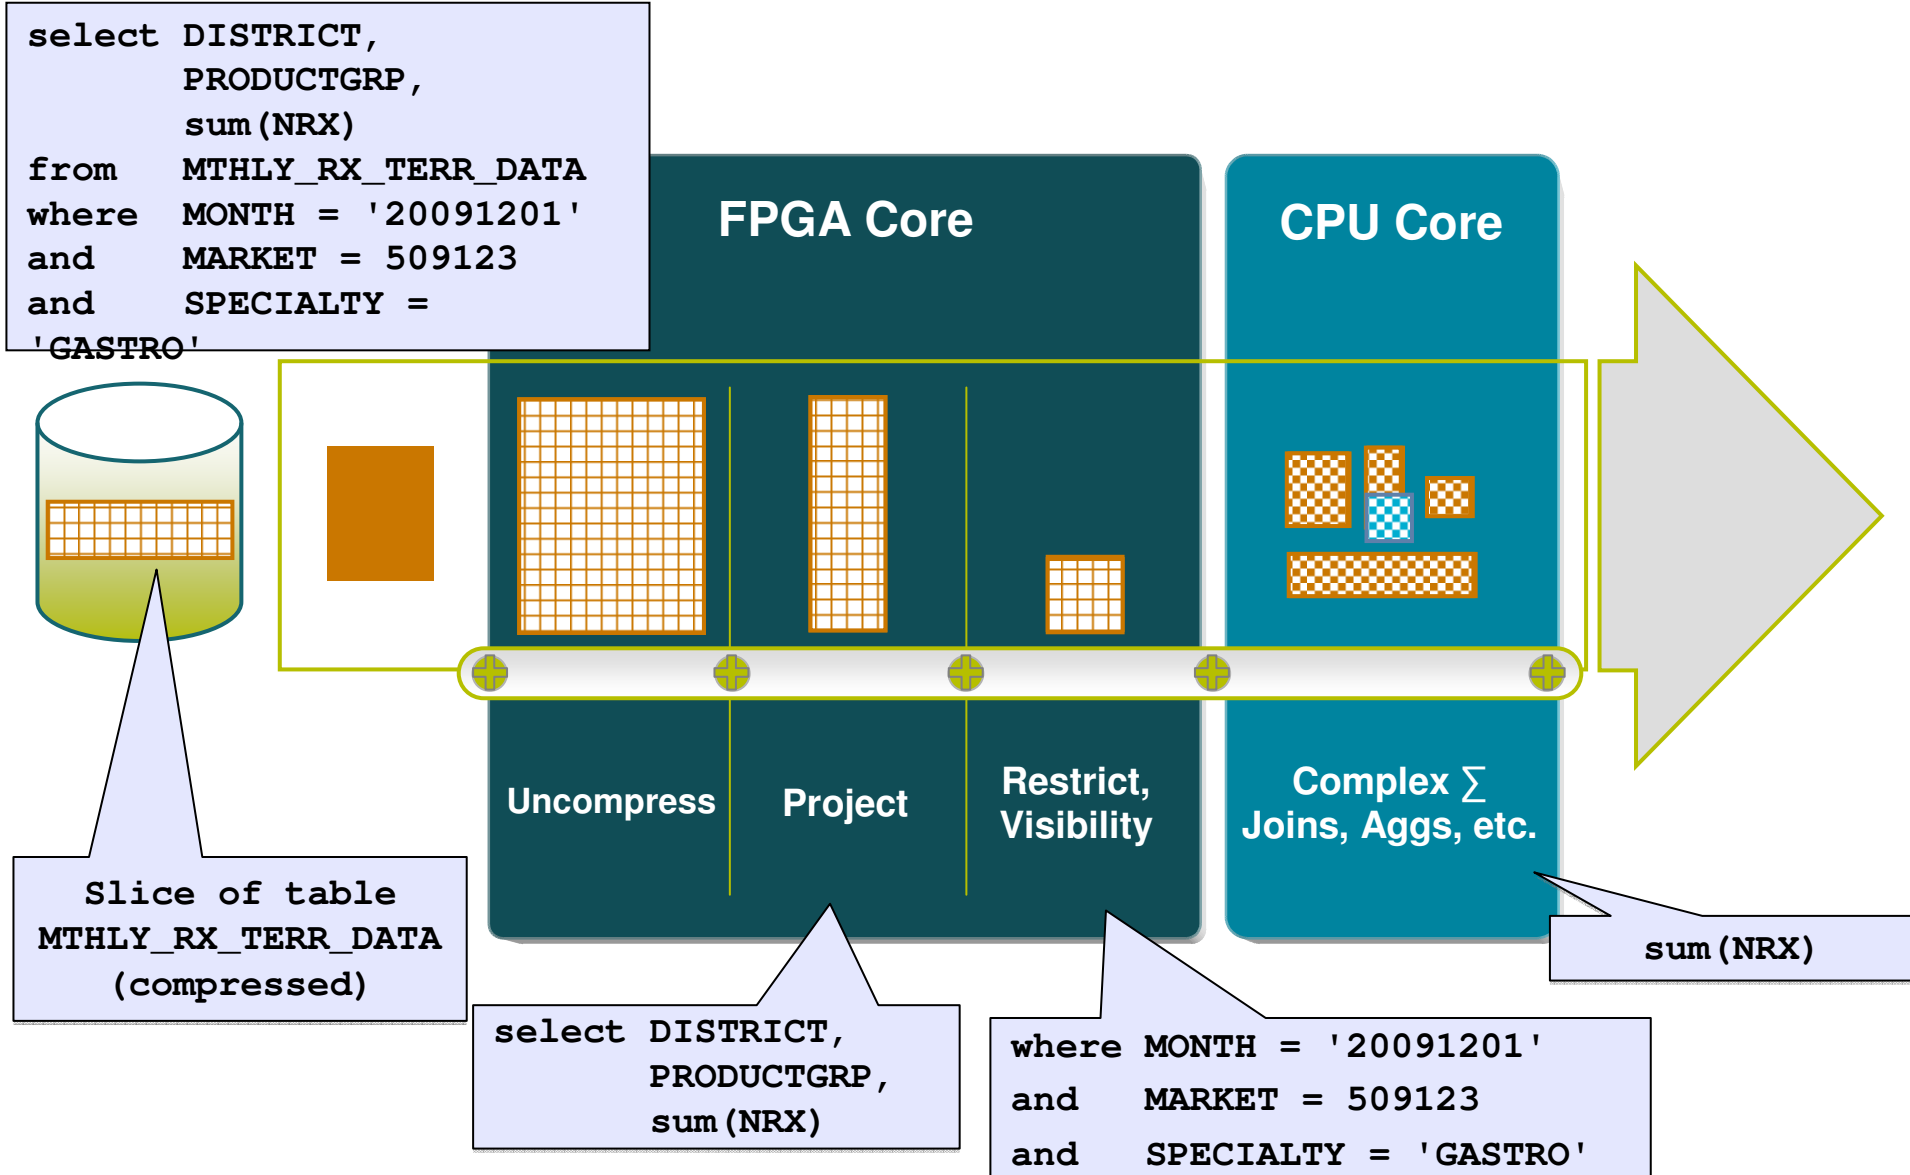 select DISTRICT,
PRODUCTGRP,
sum(NRX)
from MTHLY_RX_TERR_DATA
where MONTH = '20091201'
and MARKET = 509123
and SPECIALTY =
'GASTRO'
FPGA Core
CPU Core
Uncompress
Project
Restrict,
Visibility
Complex ∑
Joins, Aggs, etc.
Slice of table
MTHLY_RX_TERR_DATA
(compressed)
select DISTRICT,
PRODUCTGRP,
sum(NRX)
where MONTH = '20091201'
and MARKET = 509123
and SPECIALTY = 'GASTRO'
sum(NRX)